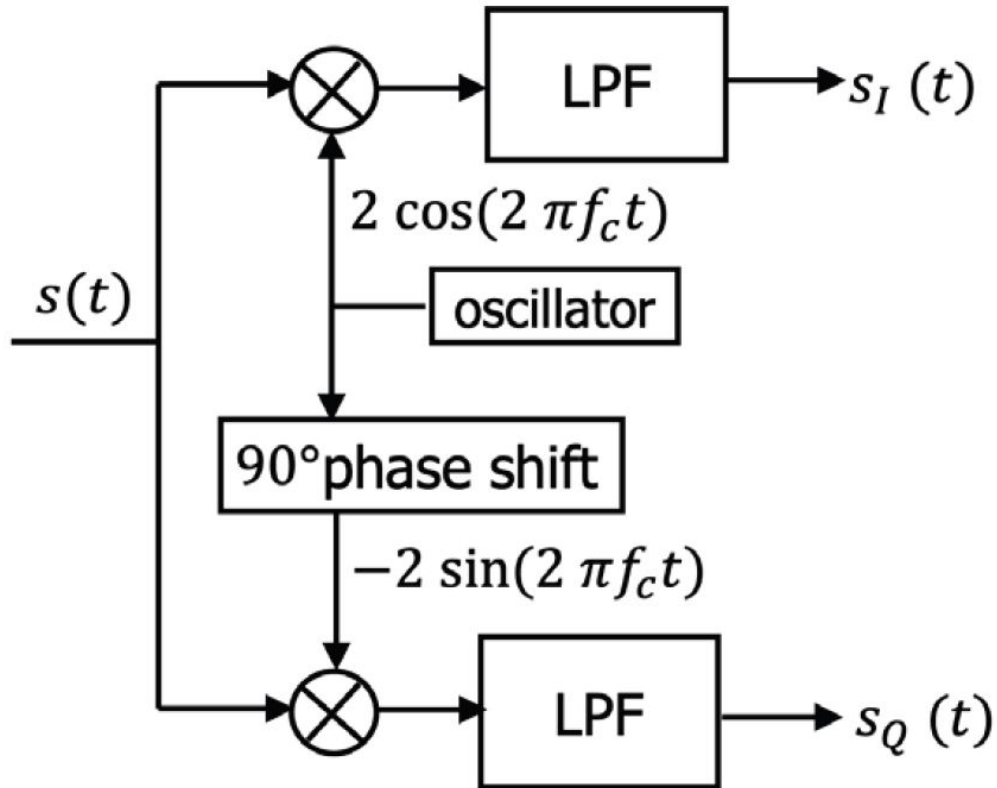 LPF
s_I (t)
2 cos(2 πf_c t)
s(t)
oscillator
90°phase shift
−2 sin(2 πf_c t)
LPF
s_Q (t)